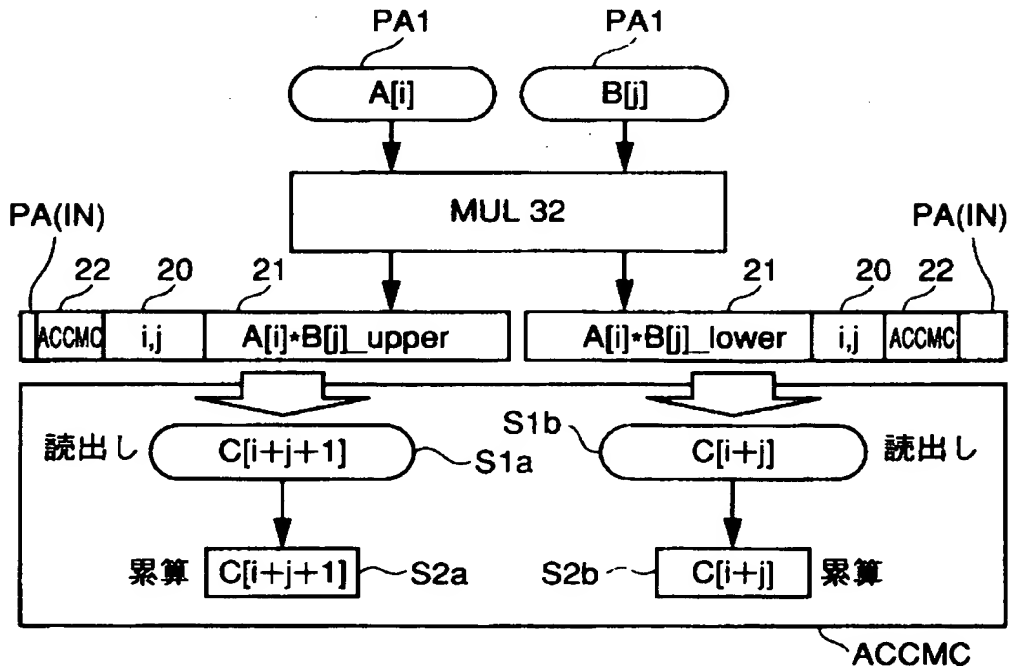 PA1 PA1
A[i] B[j]
MUL 32
PA(IN) PA(IN)
22 20 21 21 20 22
ACCMC i,j A[i]*B[j]_upper A[i]*B[j]_lower i,j ACCMC
読出し C[i+j+1] S1a S1b C[i+j] 読出し
累算 C[i+j+1] S2a S2b C[i+j] 累算
ACCMC